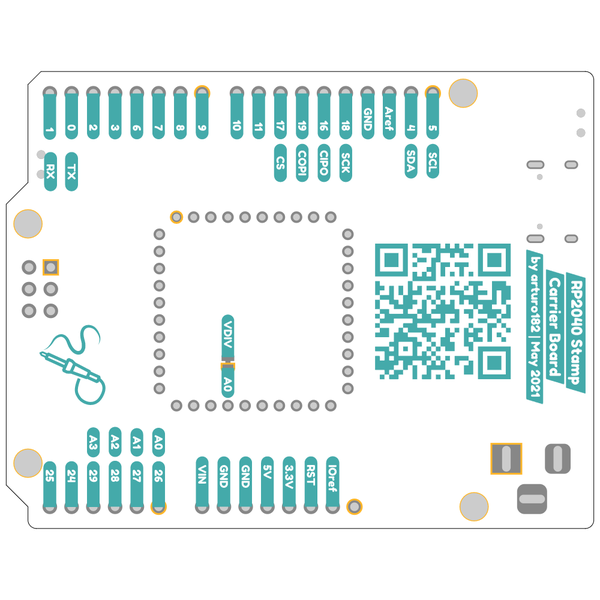 1 0 2 3 6 7 8 9 10 11 17 19 16 18 GND Aref 4 5
RX TX CS COPI CIPO SCK SDA SCL
RP2040 Stamp
Carrier Board
by arturo182 | May 2021
VDIV
A0
A3 A2 A1 A0
25 24 29 28 27 26 VIN GND GND 5V 3.3V RST IOref